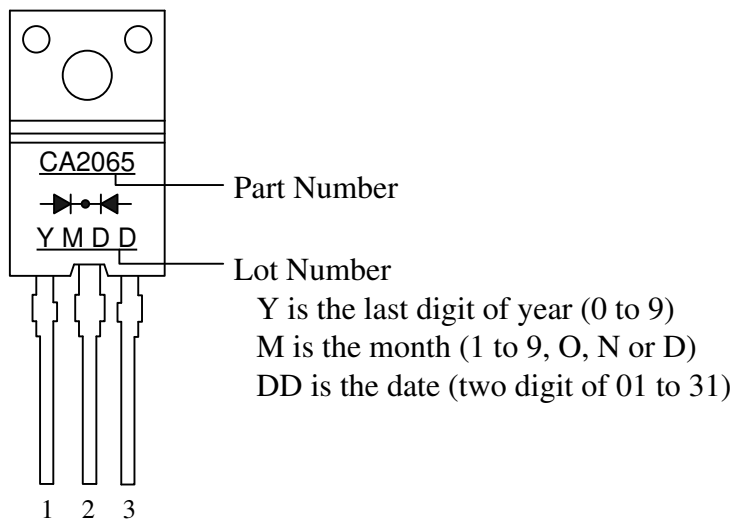 CA2065
Part Number
Y M D D
Lot Number
Y is the last digit of year (0 to 9)
M is the month (1 to 9, O, N or D)
DD is the date (two digit of 01 to 31)
1 2 3